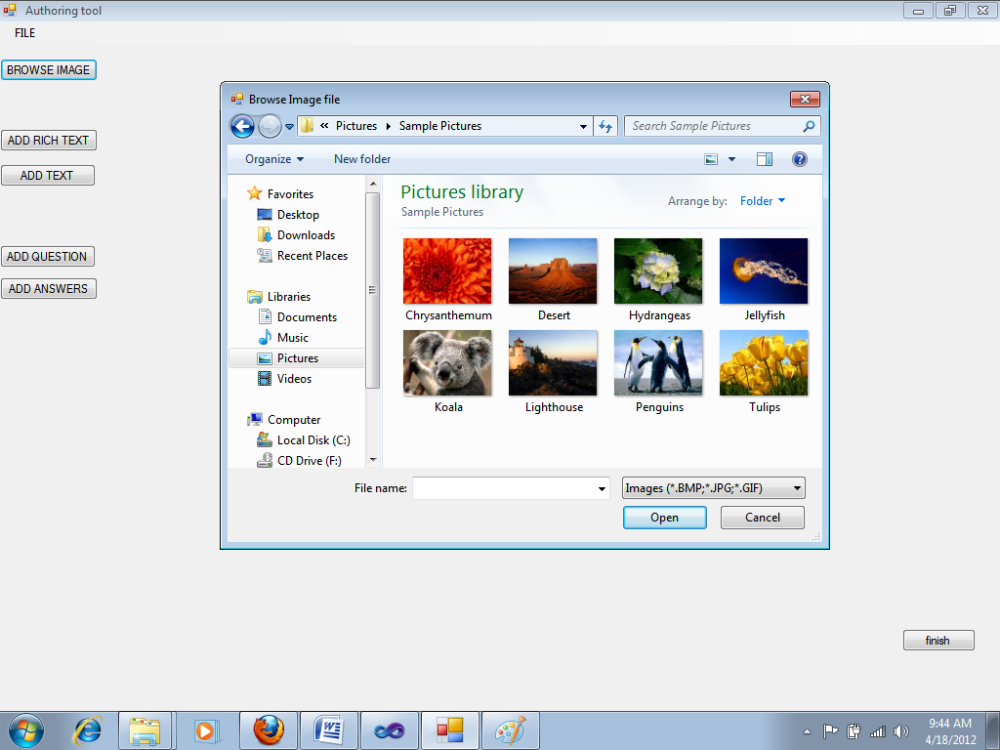 Authoring tool
FILE
BROWSE IMAGE
ADD RICH TEXT
ADD TEXT
ADD QUESTION
ADD ANSWERS
Browse Image file
« Pictures Sample Pictures
Search Sample Pictures
Organize New folder
Favorites
Desktop
Downloads
Recent Places
Libraries
Documents
Music
Pictures
Videos
Computer
Local Disk (C:)
CD Drive (F:)
Pictures library
Sample Pictures
Arrange by: Folder
Chrysanthemum Desert Hydrangeas Jellyfish
Koala Lighthouse Penguins Tulips
File name: Images (*.BMP;*.JPG;*.GIF)
Open Cancel
finish
9:44 AM
4/18/2012